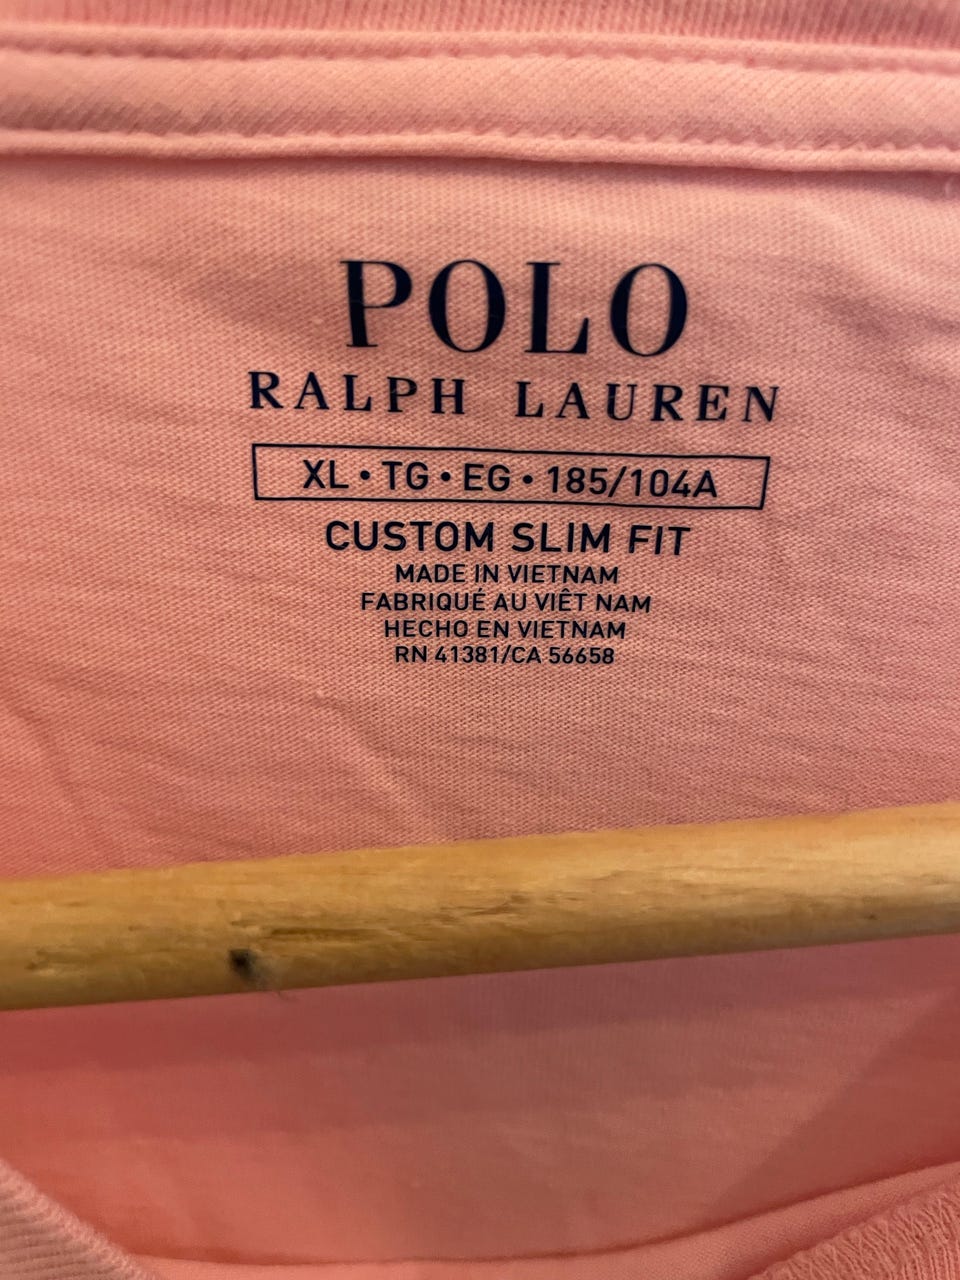 POLO
RALPH LAUREN
XL • TG • EG • 185/104A
CUSTOM SLIM FIT
MADE IN VIETNAM
FABRIQUÉ AU VIÊT NAM
HECHO EN VIETNAM
RN 41381/CA 56658